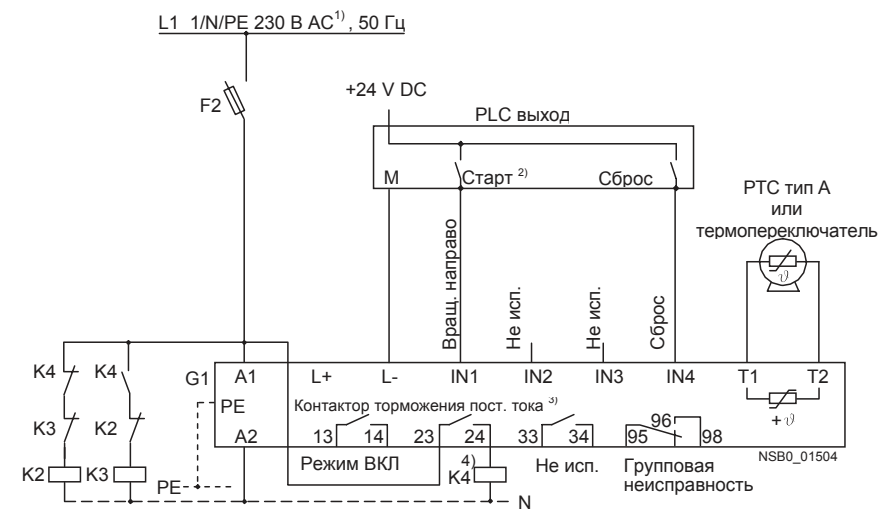 L1 1/N/PE 230 В AC¹⁾, 50 Гц
F2
+24 V DC
PLC выход
M
Старт ²⁾
Сброс
PTC тип A
или
термопереключатель
ϑ
Вращ. направо
Не исп.
Не исп.
Сброс
K4
K4
G1
A1
L+
L-
IN1
IN2
IN3
IN4
T1
T2
PE
Контактор торможения пост. тока ³⁾
+ϑ
K3
K2
A2
13
14
23
24
33
34
95
96
98
NSB0_01504
Режим ВКЛ
4)
K4
Не исп.
Групповая
неисправность
K2
K3
PE
N